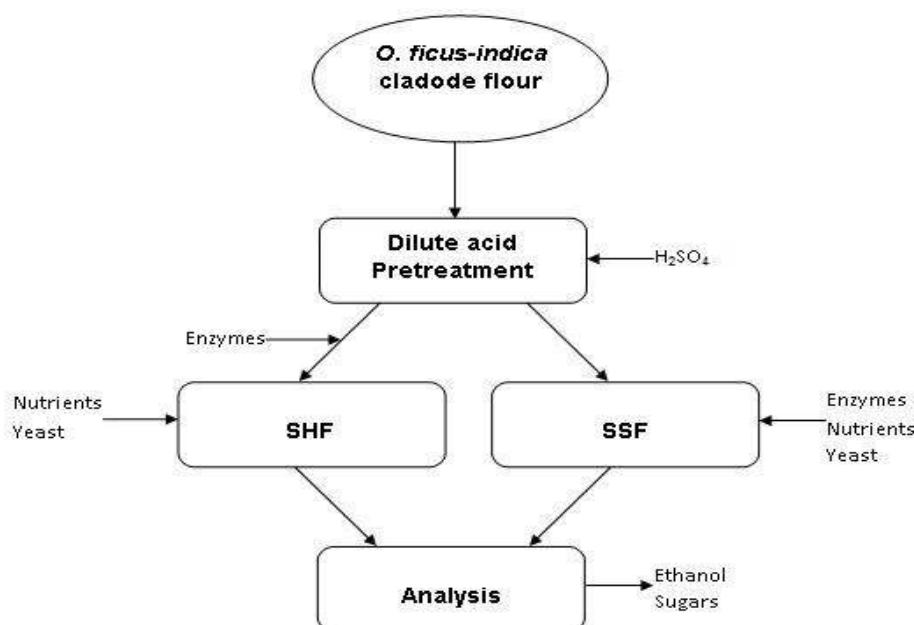 O. ficus-indica
cladode flour
Dilute acid
Pretreatment
H₂SO₄
Enzymes
Nutrients
Yeast
SHF
SSF
Enzymes
Nutrients
Yeast
Analysis
Ethanol
Sugars